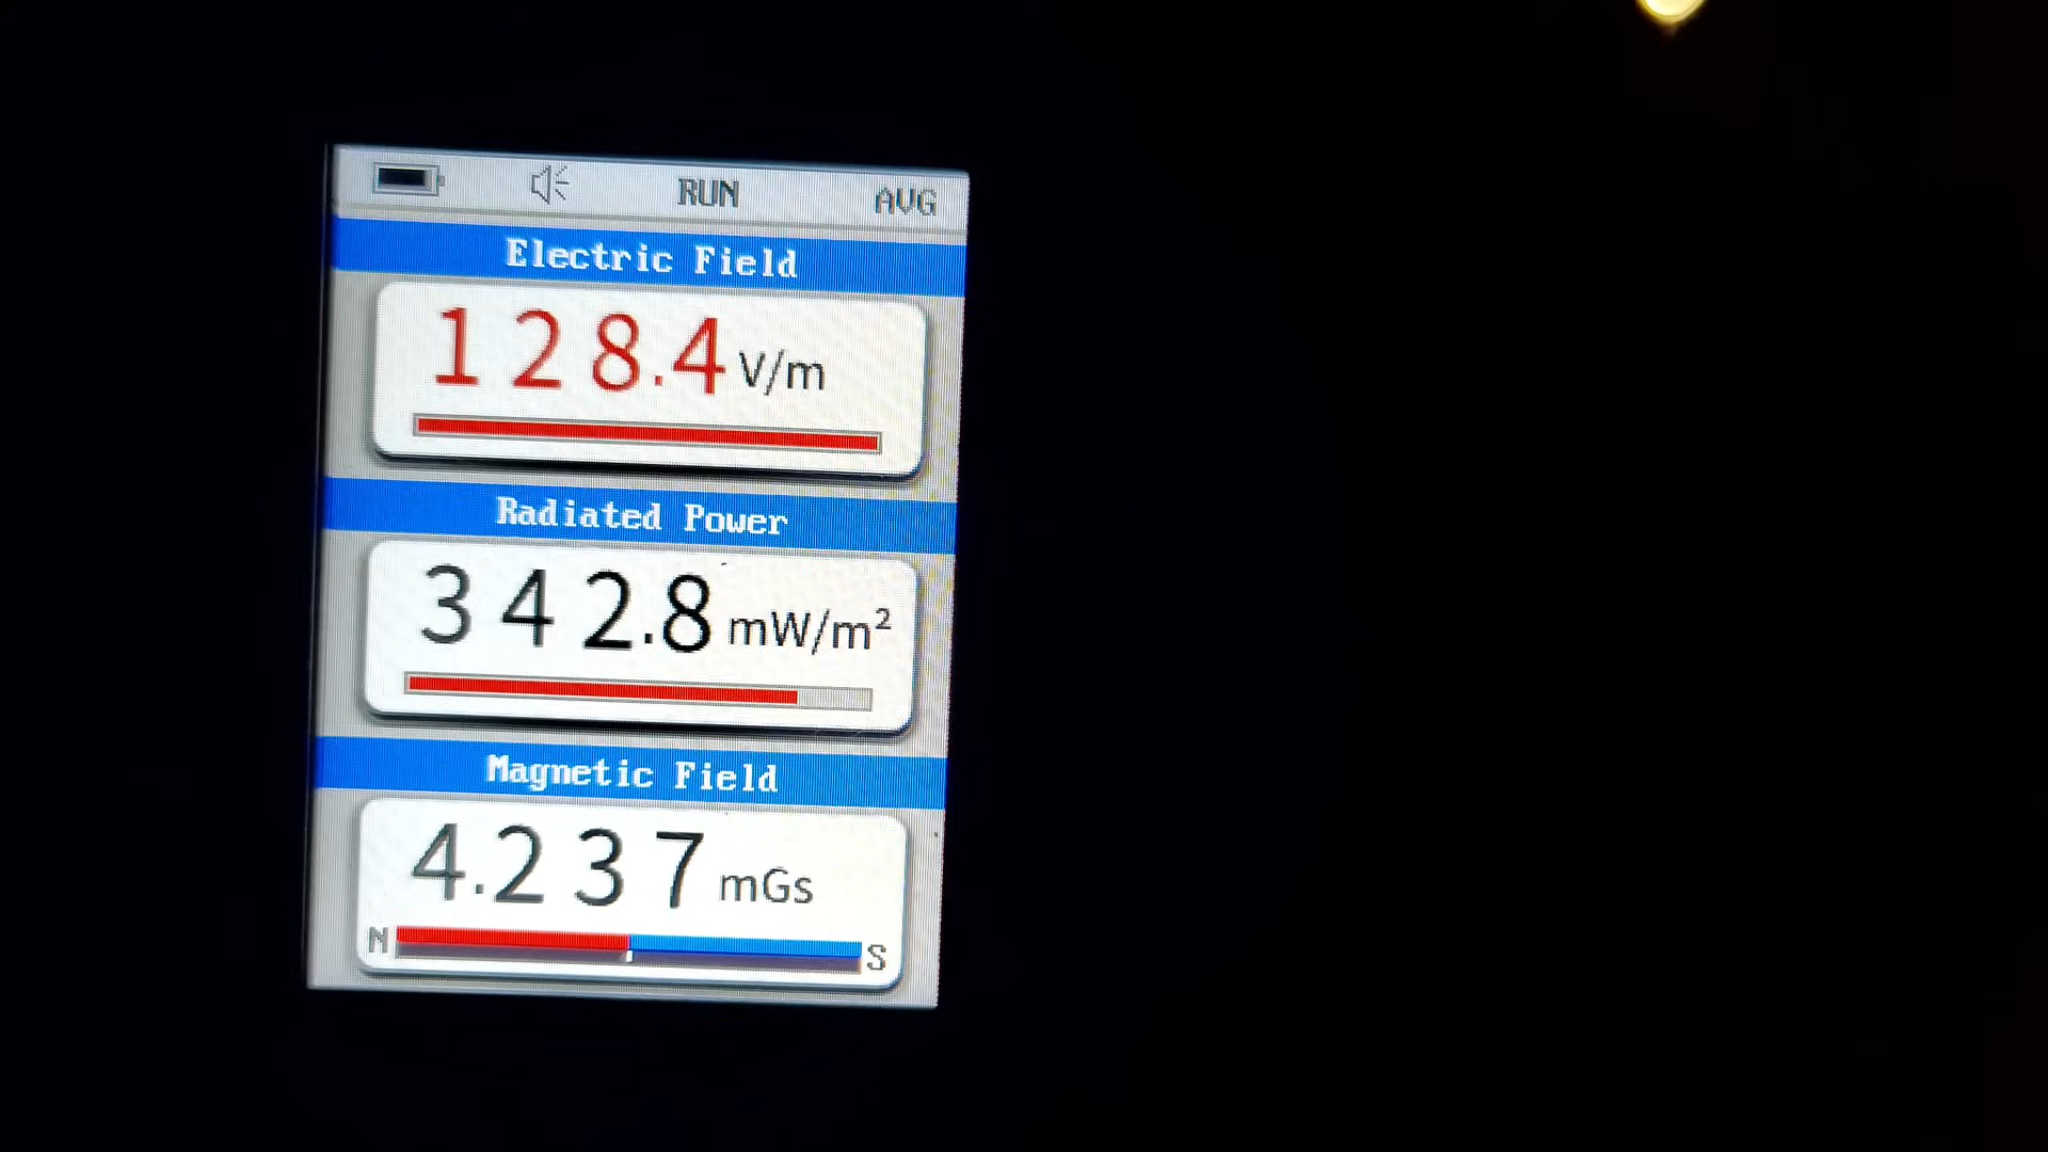 RUN AVG
Electric Field
128.4 V/m
Radiated Power
342.8 mW/m²
Magnetic Field
4.237 mGs
N S